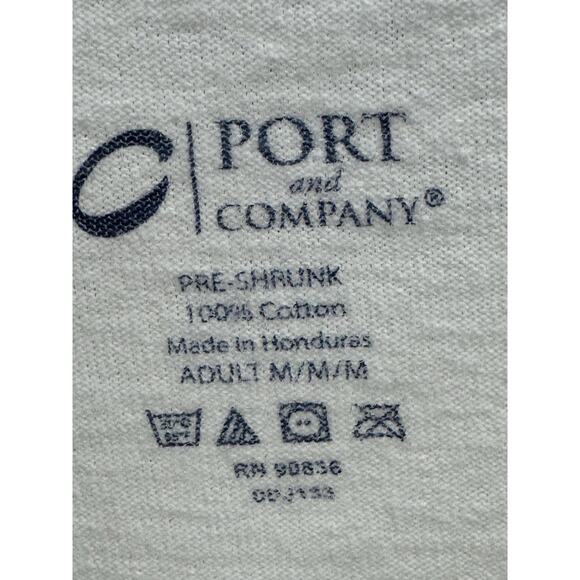 PORT
and
COMPANY®
PRE-SHRUNK
100% Cotton
Made in Honduras
ADULT M/M/M
RN 90836